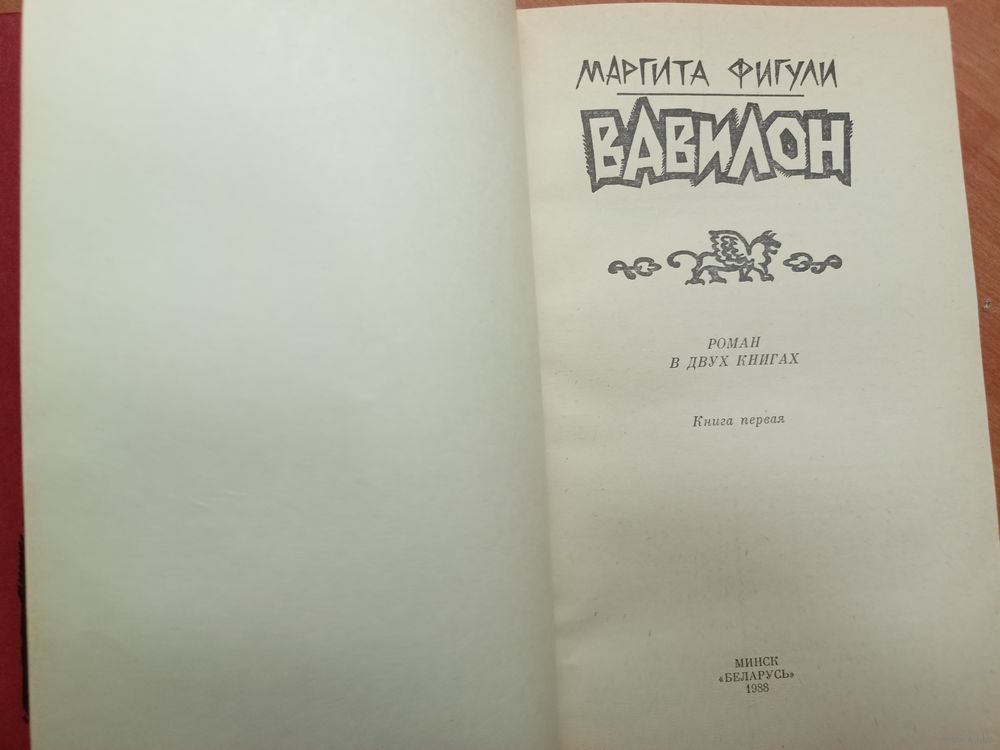 МАРГИТА ФИГУЛИ
ВАВИЛОН
РОМАН
В ДВУХ КНИГАХ
Книга первая
МИНСК
«БЕЛАРУСЬ»
1988